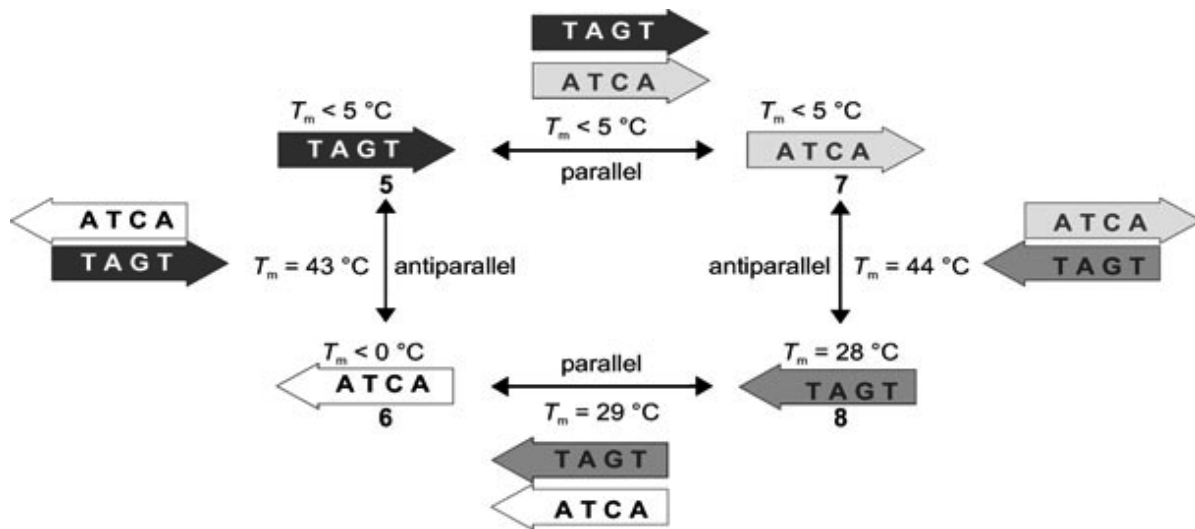 TAGT
ATCA
Tm < 5 °C
Tm < 5 °C
Tm < 5 °C
TAGT
ATCA
parallel
5
7
ATCA
TAGT
Tm = 43 °C
antiparallel
antiparallel
Tm = 44 °C
ATCA
TAGT
Tm < 0 °C
parallel
Tm = 28 °C
ATCA
TAGT
6
Tm = 29 °C
8
TAGT
ATCA